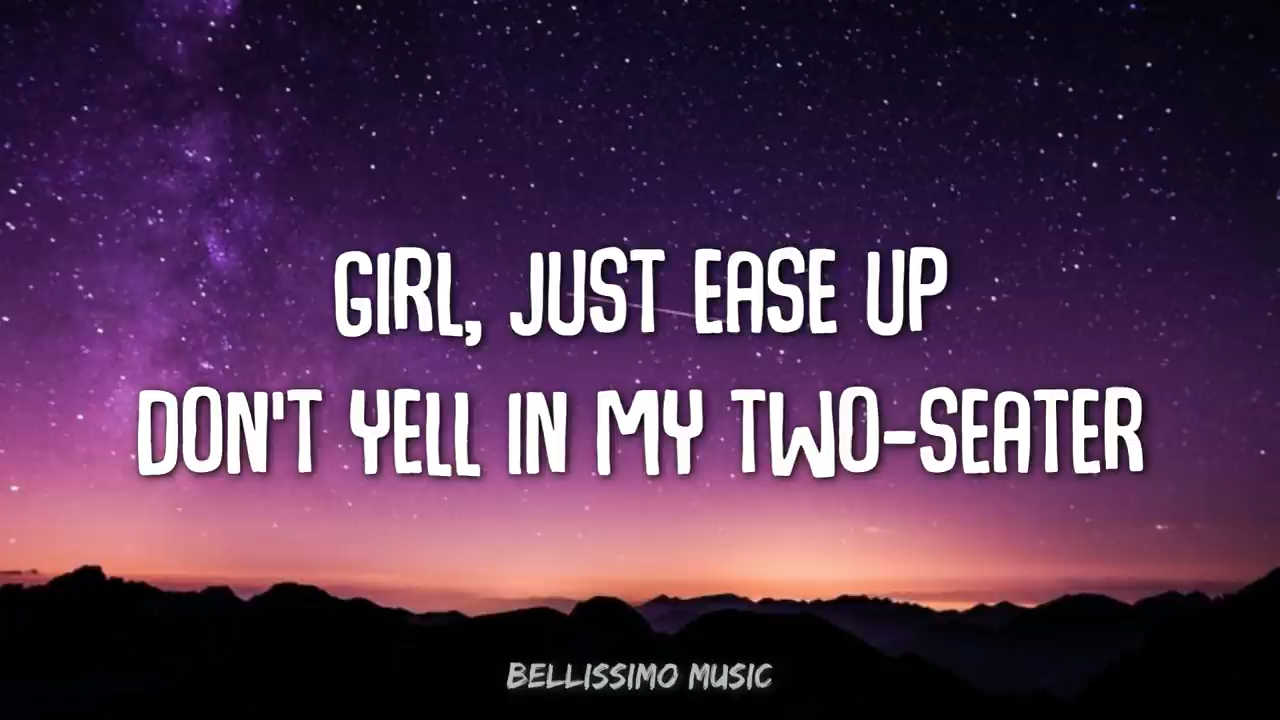 GIRL, JUST EASE UP
DON'T YELL IN MY TWO-SEATER
BELLISSIMO MUSIC